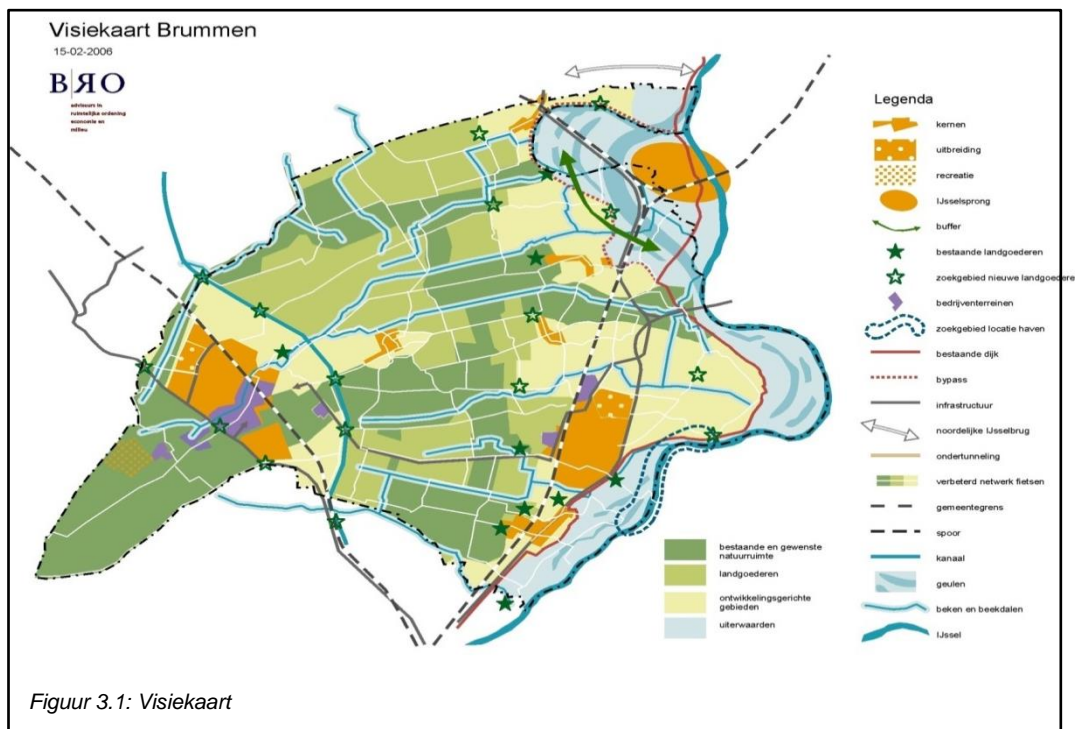 Visiekaart Brummen
15-02-2006
BRO
adviseurs in
ruimtelijke ordening
economie en
milieu
Legenda
kernen
uitbreiding
recreatie
IJsselsprong
buffer
bestaande landgoederen
zoekgebied nieuwe landgoedere
bedrijventerreinen
zoekgebied locatie haven
bestaande dijk
bypass
infrastructuur
noordelijke IJsselbrug
ondertunneling
verbeterd netwerk fietsen
gemeentegrens
spoor
kanaal
geulen
beken en beekdalen
IJssel
bestaande en gewenste
natuurruimte
landgoederen
ontwikkelingsgerichte
gebieden
uiterwaarden
Figuur 3.1: Visiekaart